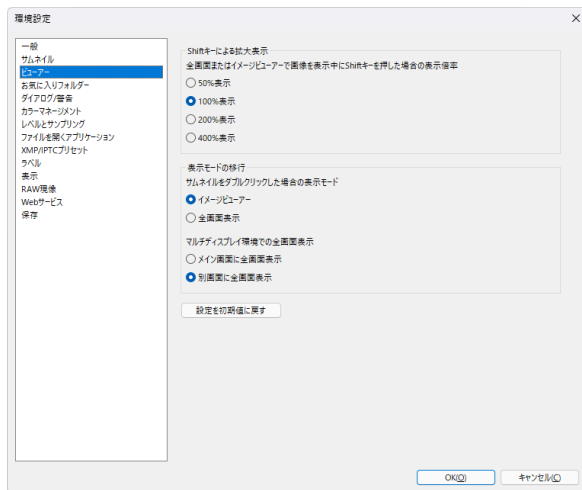 環境設定
一般
サムネイル
ビューアー
お気に入りフォルダー
ダイアログ/警告
カラーマネージメント
レベルとサンプリング
ファイルを開くアプリケーション
XMP/IPTCプリセット
ラベル
表示
RAW現像
Webサービス
保存
Shiftキーによる拡大表示
全画面またはイメージビューアーで画像を表示中にShiftキーを押した場合の表示倍率
50%表示
100%表示
200%表示
400%表示
表示モードの移行
サムネイルをダブルクリックした場合の表示モード
イメージビューアー
全画面表示
マルチディスプレイ環境での全画面表示
メイン画面に全画面表示
別画面に全画面表示
設定を初期値に戻す
OK(O) キャンセル(C)